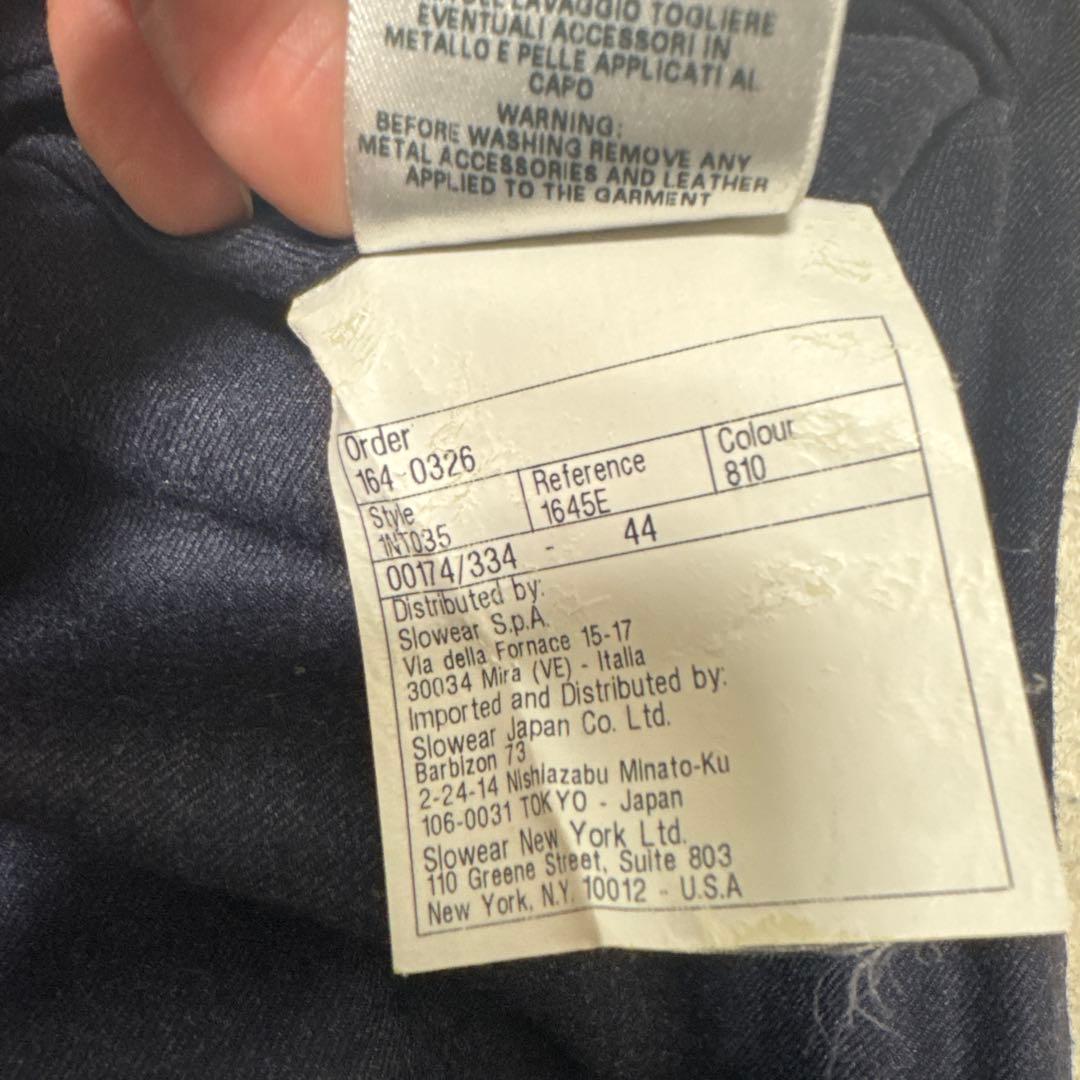 LAVAGGIO TOGLIERE
EVENTUALI ACCESSORI IN
METALLO E PELLE APPLICATI AL
CAPO
WARNING:
BEFORE WASHING REMOVE ANY
METAL ACCESSORIES AND LEATHER
APPLIED TO THE GARMENT
Order
164-0326
Style
1NT035
Reference
1645E
Colour
810
00174/334 - 44
Distributed by:
Slowear S.p.A.
Via della Fornace 15-17
30034 Mira (VE) - Italia
Imported and Distributed by:
Slowear Japan Co. Ltd.
Barbizon 73
2-24-14 Nishiazabu Minato-Ku
106-0031 TOKYO - Japan
Slowear New York Ltd.
110 Greene Street, Suite 803
New York, N.Y. 10012 - U.S.A